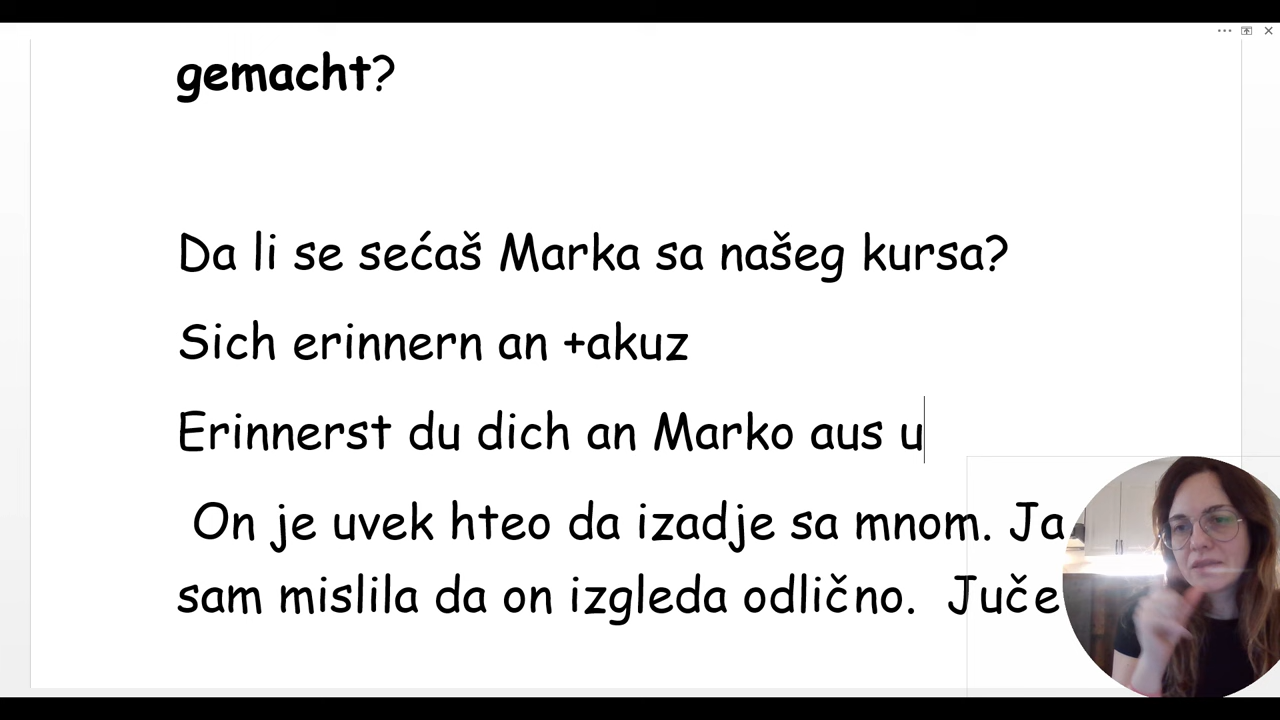 gemacht?
Da li se sećaš Marka sa našeg kursa?
Sich erinnern an +akuz
Erinnerst du dich an Marko aus u
On je uvek hteo da izadje sa mnom. Ja
sam mislila da on izgleda odlično. Juče